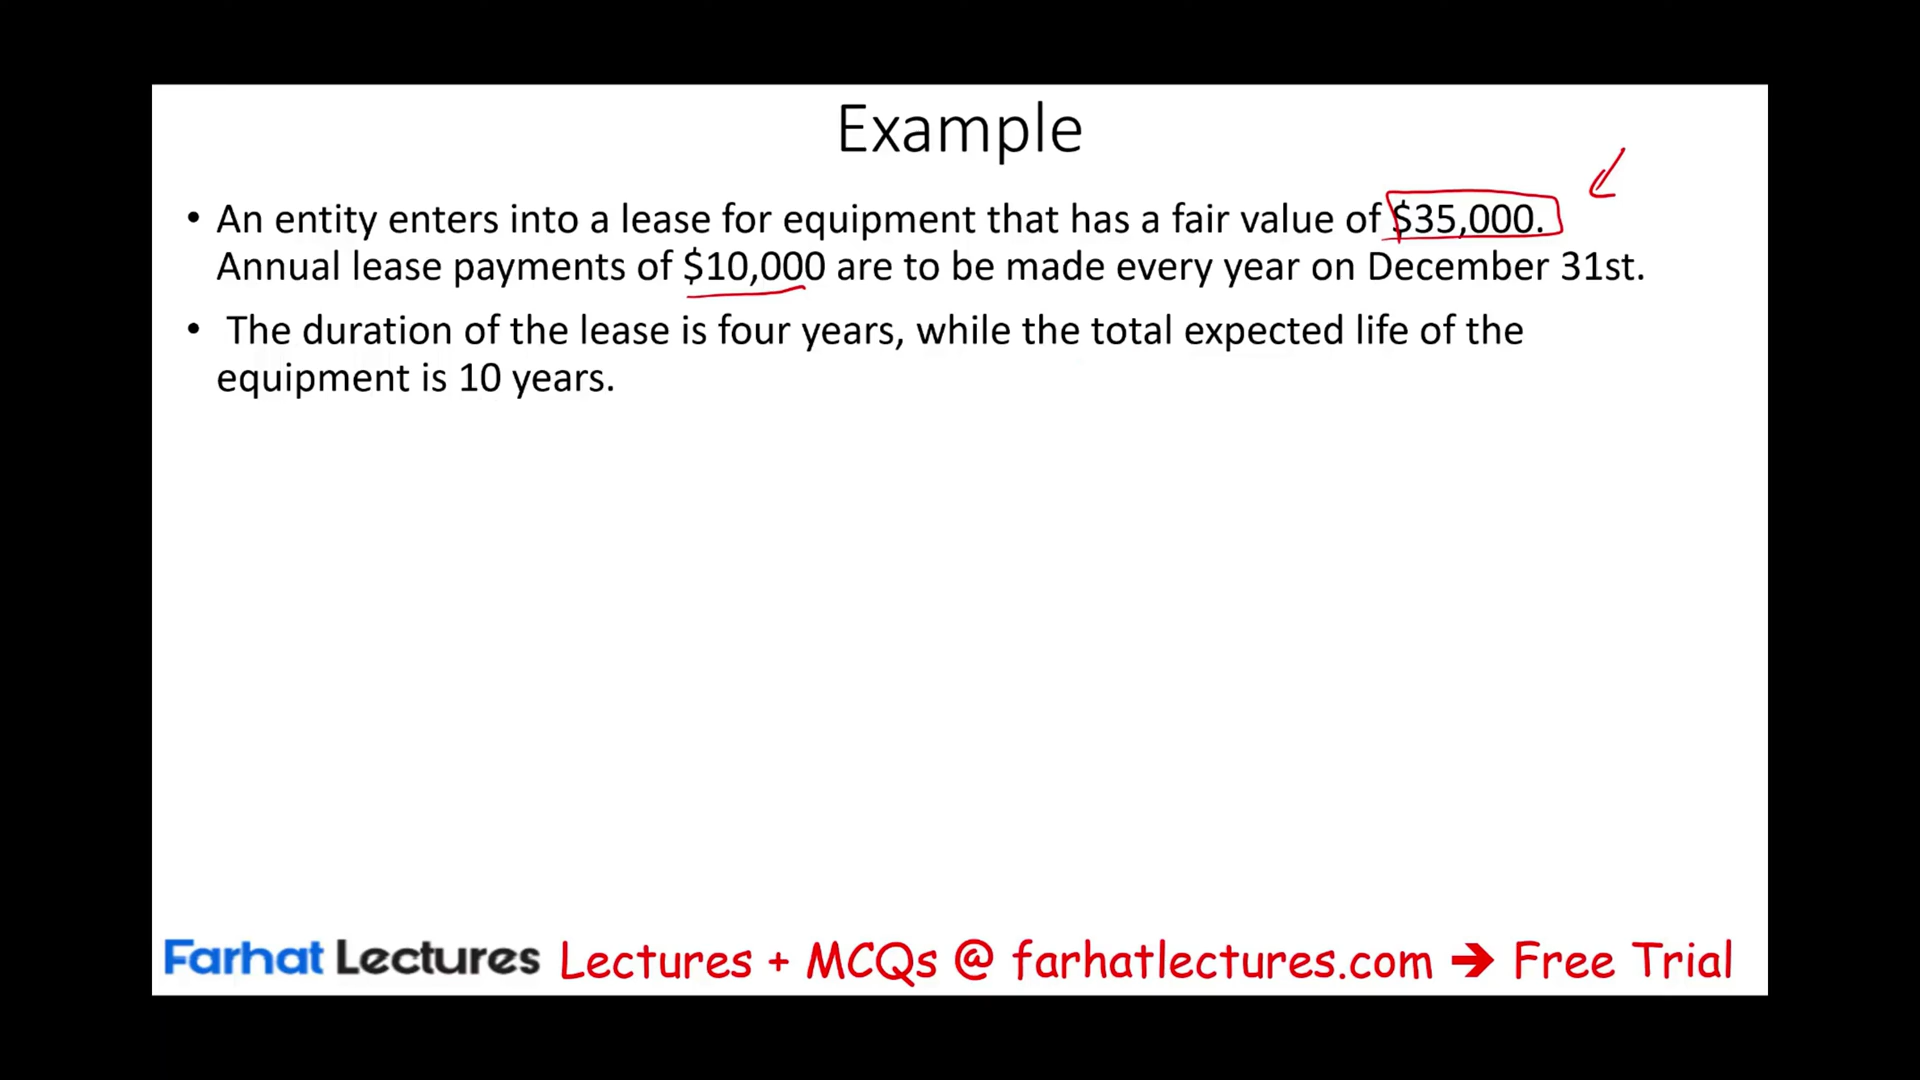 Example
• An entity enters into a lease for equipment that has a fair value of $35,000.
Annual lease payments of $10,000 are to be made every year on December 31st.
• The duration of the lease is four years, while the total expected life of the
equipment is 10 years.
Farhat Lectures Lectures + MCQs @ farhatlectures.com ➔ Free Trial